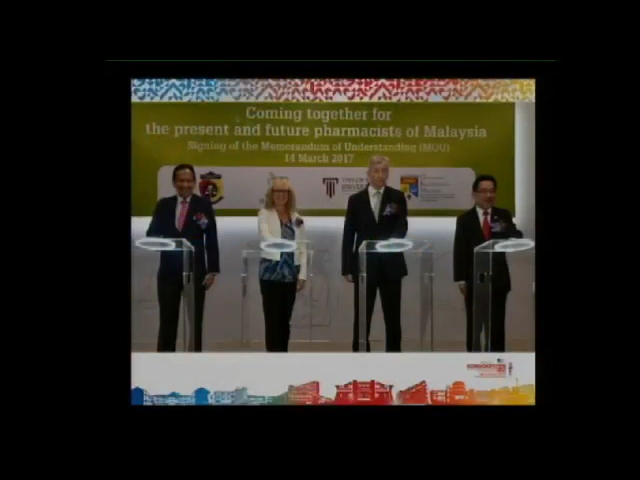 Coming together for
the present and future pharmacists of Malaysia
Signing of the Memorandum of Understanding (MOU)
14 March 2017